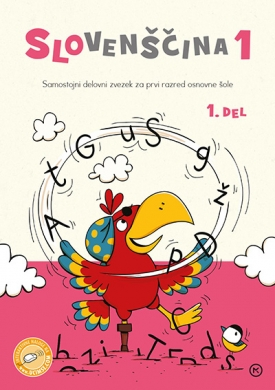 SLOVENŠČINA 1
Samostojni delovni zvezek za prvi razred osnovne šole
1. DEL
A t G u S g ž